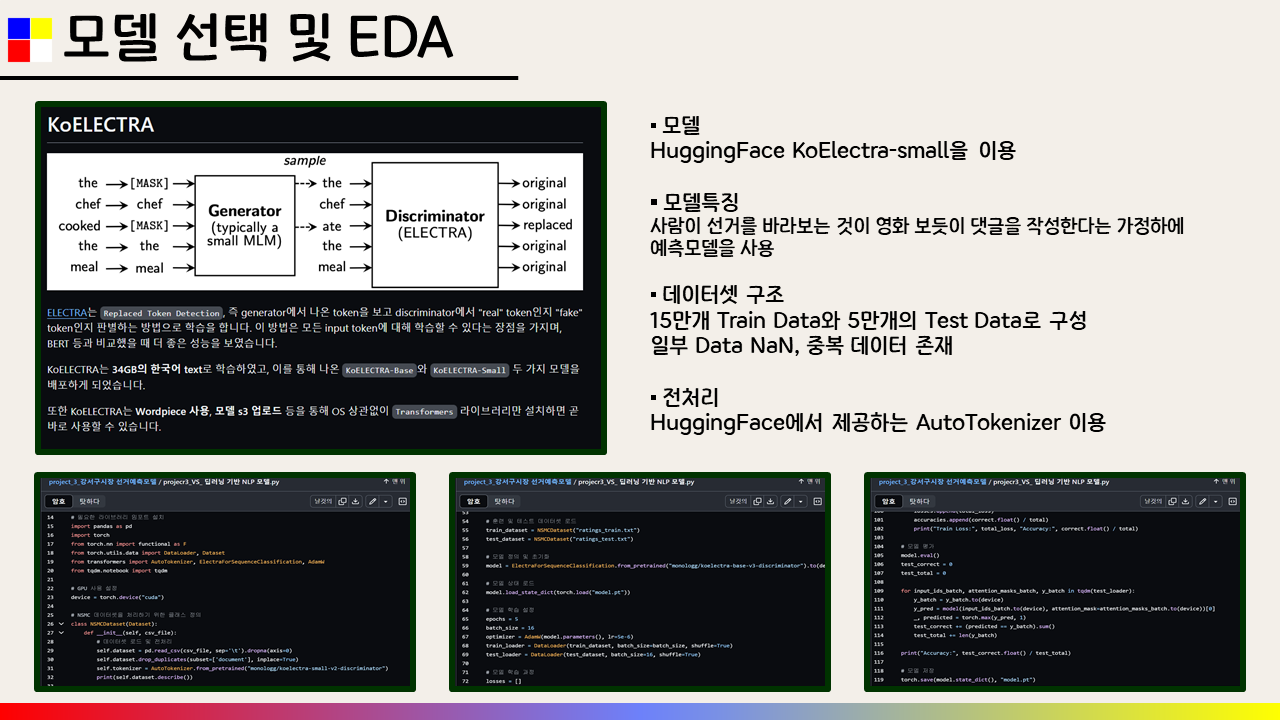 모델 선택 및 EDA
KoELECTRA
sample
the [MASK] the original
chef chef Generator chef Discriminator original
cooked [MASK] (typically a ate (ELECTRA) replaced
the the small MLM) the original
meal meal meal original
ELECTRA는 Replaced Token Detection, 즉 generator에서 나온 token을 보고 discriminator에서 "real" token인지 "fake"
token인지 판별하는 방법으로 학습을 합니다. 이 방법은 모든 input token에 대해 학습할 수 있다는 장점을 가지며,
BERT 등과 비교했을 때 더 좋은 성능을 보였습니다.
KoELECTRA는 34GB의 한국어 text로 학습하였고, 이를 통해 나온 KoELECTRA-Base와 KoELECTRA-Small 두 가지 모델을
배포하게 되었습니다.
또한 KoELECTRA는 Wordpiece 사용, 모델 s3 업로드 등을 통해 OS 상관없이 Transformers 라이브러리만 설치하면 곧
바로 사용할 수 있습니다.
▪ 모델
HuggingFace KoElectra-small을 이용
▪ 모델특징
사람이 선거를 바라보는 것이 영화 보듯이 댓글을 작성한다는 가정하에
예측모델을 사용
▪ 데이터셋 구조
15만개 Train Data와 5만개의 Test Data로 구성
일부 Data NaN, 중복 데이터 존재
▪ 전처리
HuggingFace에서 제공하는 AutoTokenizer 이용
project_3_강서구시장 선거예측모델 / projecr3_VS_ 딥러닝 기반 NLP 모델.py ↑ 맨 위
암호 탓하다 날것의
14 # 필요한 라이브러리 임포트 설치
15 import pandas as pd
16 import torch
17 from torch.nn import functional as F
18 from torch.utils.data import DataLoader, Dataset
19 from transformers import AutoTokenizer, ElectraForSequenceClassification, AdamW
20 from tqdm.notebook import tqdm
21
22 # GPU 사용 설정
23 device = torch.device("cuda")
24
25 # NSMC 데이터셋을 처리하기 위한 클래스 정의
26 class NSMCDataset(Dataset):
27 def __init__(self, csv_file):
28 # 데이터셋 로드 및 전처리
29 self.dataset = pd.read_csv(csv_file, sep='\t').dropna(axis=0)
30 self.dataset.drop_duplicates(subset=['document'], inplace=True)
31 self.tokenizer = AutoTokenizer.from_pretrained("monologg/koelectra-small-v2-discriminator")
32 print(self.dataset.describe())
project_3_강서구시장 선거예측모델 / projecr3_VS_ 딥러닝 기반 NLP 모델.py ↑ 맨 위
암호 탓하다 날것의
53
54 # 훈련 및 테스트 데이터셋 로드
55 train_dataset = NSMCDataset("ratings_train.txt")
56 test_dataset = NSMCDataset("ratings_test.txt")
57
58 # 모델 정의 및 초기화
59 model = ElectraForSequenceClassification.from_pretrained("monologg/koelectra-base-v3-discriminator").to(de
60
61 # 모델 상태 로드
62 model.load_state_dict(torch.load("model.pt"))
63
64 # 모델 학습 설정
65 epochs = 5
66 batch_size = 16
67 optimizer = AdamW(model.parameters(), lr=5e-6)
68 train_loader = DataLoader(train_dataset, batch_size=batch_size, shuffle=True)
69 test_loader = DataLoader(test_dataset, batch_size=16, shuffle=True)
70
71 # 모델 학습 과정
72 losses = []
project_3_강서구시장 선거예측모델 / projecr3_VS_ 딥러닝 기반 NLP 모델.py ↑ 맨 위
암호 탓하다 날것의
100 losses.append(total_loss)
101 accuracies.append(correct.float() / total)
102 print("Train Loss:", total_loss, "Accuracy:", correct.float() / total)
103
104 # 모델 평가
105 model.eval()
106 test_correct = 0
107 test_total = 0
108
109 for input_ids_batch, attention_masks_batch, y_batch in tqdm(test_loader):
110 y_batch = y_batch.to(device)
111 y_pred = model(input_ids_batch.to(device), attention_mask=attention_masks_batch.to(device))[0]
112 _, predicted = torch.max(y_pred, 1)
113 test_correct += (predicted == y_batch).sum()
114 test_total += len(y_batch)
115
116 print("Accuracy:", test_correct.float() / test_total)
117
118 # 모델 저장
119 torch.save(model.state_dict(), "model.pt")